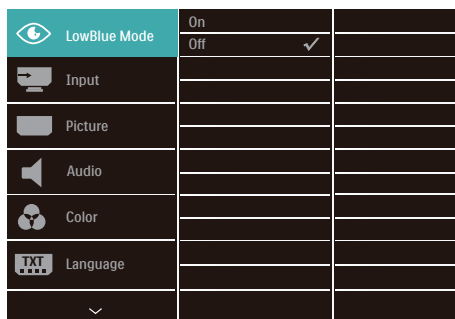 LowBlue Mode
On
Off
Input
Picture
Audio
Color
TXT
Language